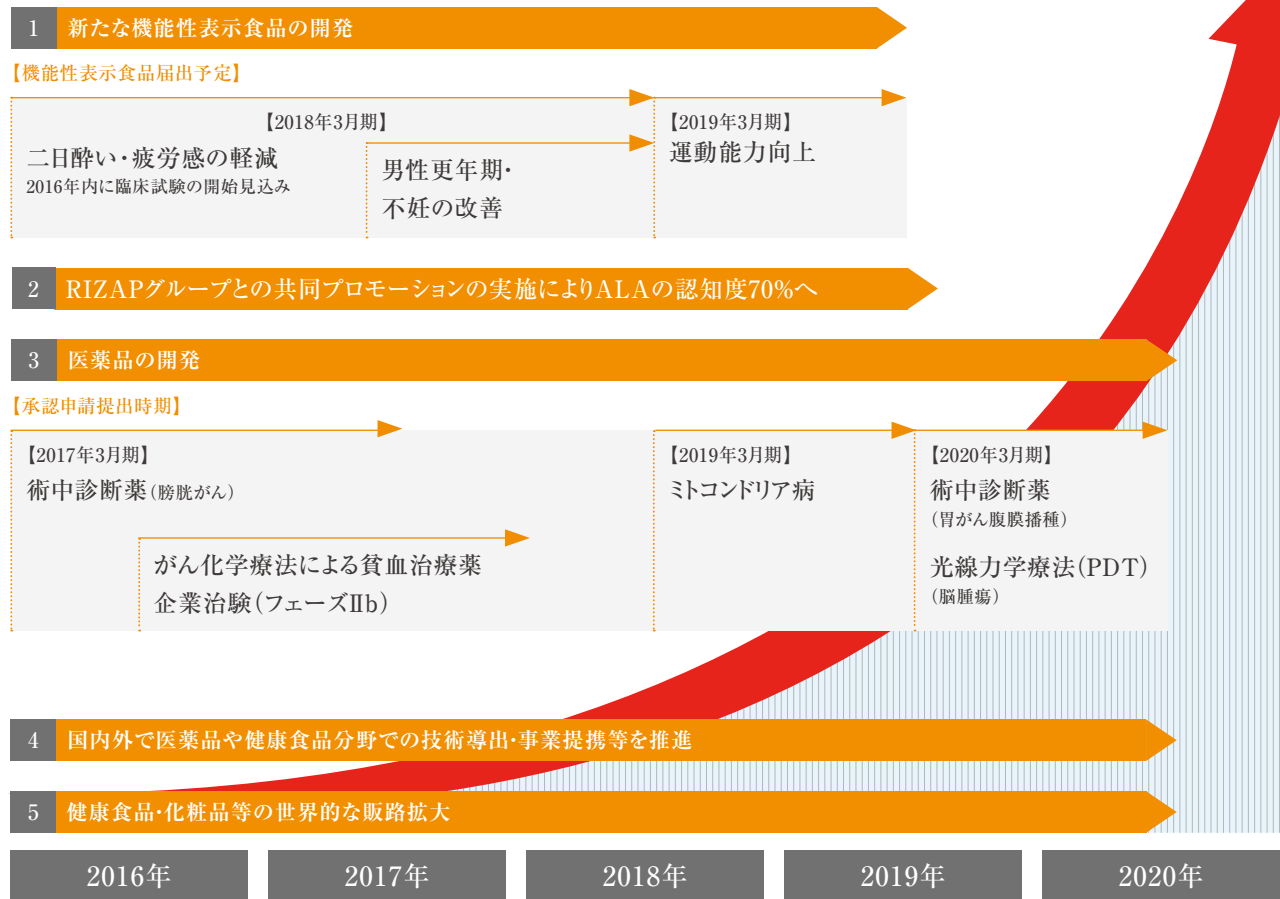 1 新たな機能性表示食品の開発
【機能性表示食品届出予定】
【2018年3月期】
二日酔い・疲労感の軽減
2016年内に臨床試験の開始見込み
男性更年期・
不妊の改善
【2019年3月期】
運動能力向上
2 RIZAPグループとの共同プロモーションの実施によりALAの認知度70%へ
3 医薬品の開発
【承認申請提出時期】
【2017年3月期】
術中診断薬(膀胱がん)
がん化学療法による貧血治療薬
企業治験(フェーズⅡb)
【2019年3月期】
ミトコンドリア病
【2020年3月期】
術中診断薬
(胃がん腹膜播種)
光線力学療法(PDT)
(脳腫瘍)
4 国内外で医薬品や健康食品分野での技術導出・事業提携等を推進
5 健康食品・化粧品等の世界的な販路拡大
2016年 2017年 2018年 2019年 2020年